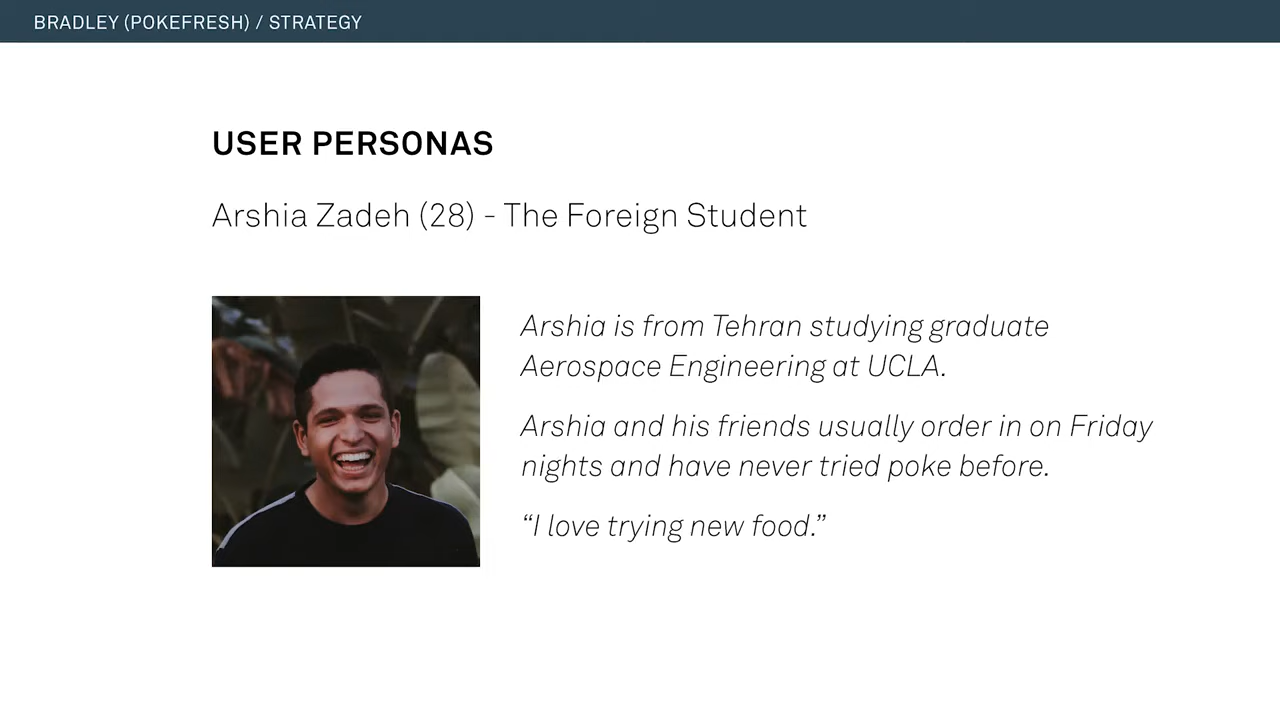 BRADLEY (POKEFRESH) / STRATEGY
USER PERSONAS
Arshia Zadeh (28) - The Foreign Student
Arshia is from Tehran studying graduate
Aerospace Engineering at UCLA.
Arshia and his friends usually order in on Friday
nights and have never tried poke before.
“I love trying new food.”